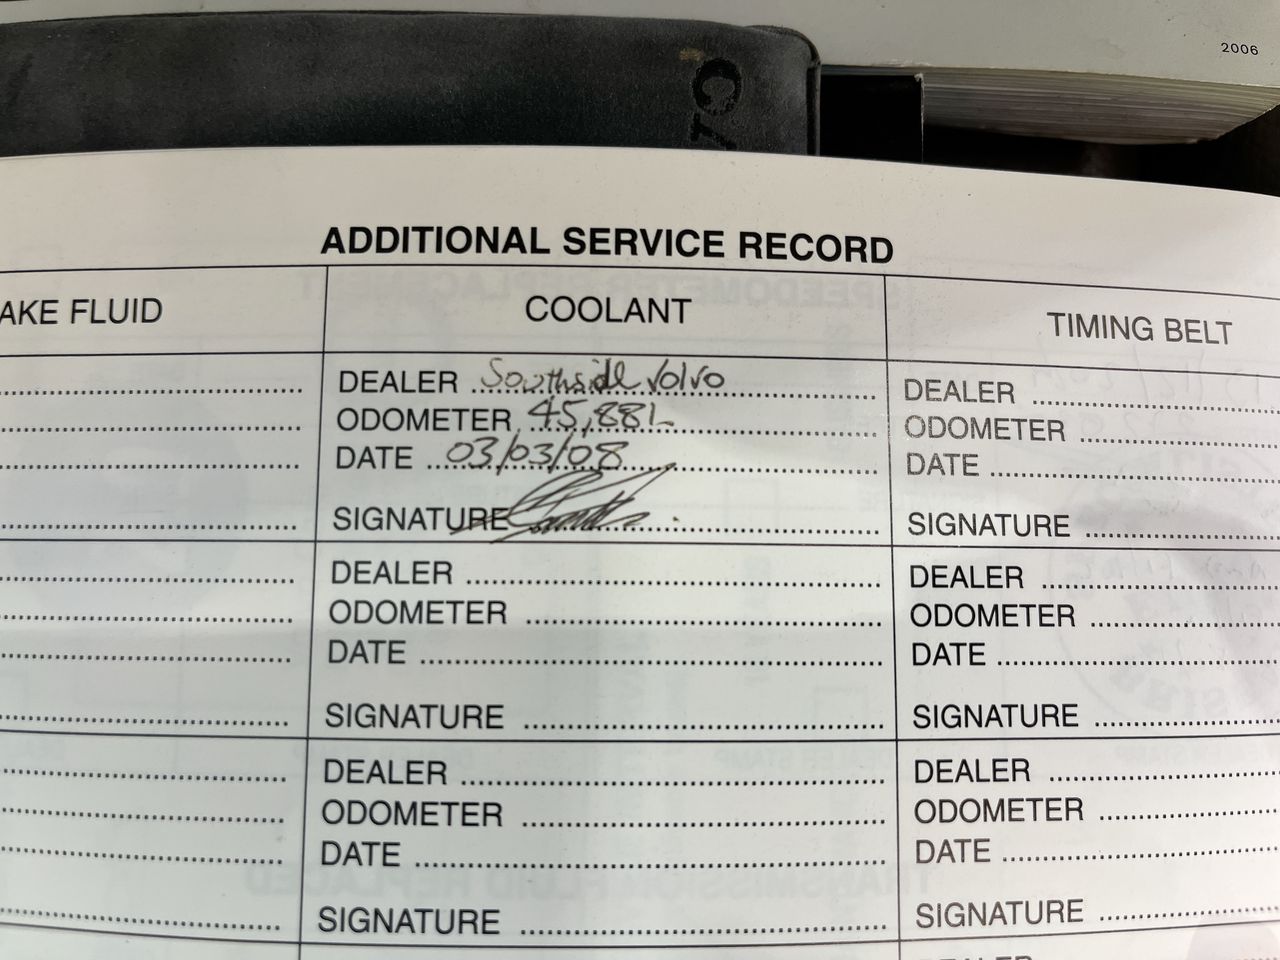 2006
ADDITIONAL SERVICE RECORD
AKE FLUID
COOLANT
TIMING BELT
DEALER Southside Volvo
ODOMETER 45,881
DATE 03/03/08
SIGNATURE
DEALER
ODOMETER
DATE
SIGNATURE
DEALER
ODOMETER
DATE
SIGNATURE
DEALER
ODOMETER
DATE
SIGNATURE
DEALER
ODOMETER
DATE
SIGNATURE
DEALER
ODOMETER
DATE
SIGNATURE